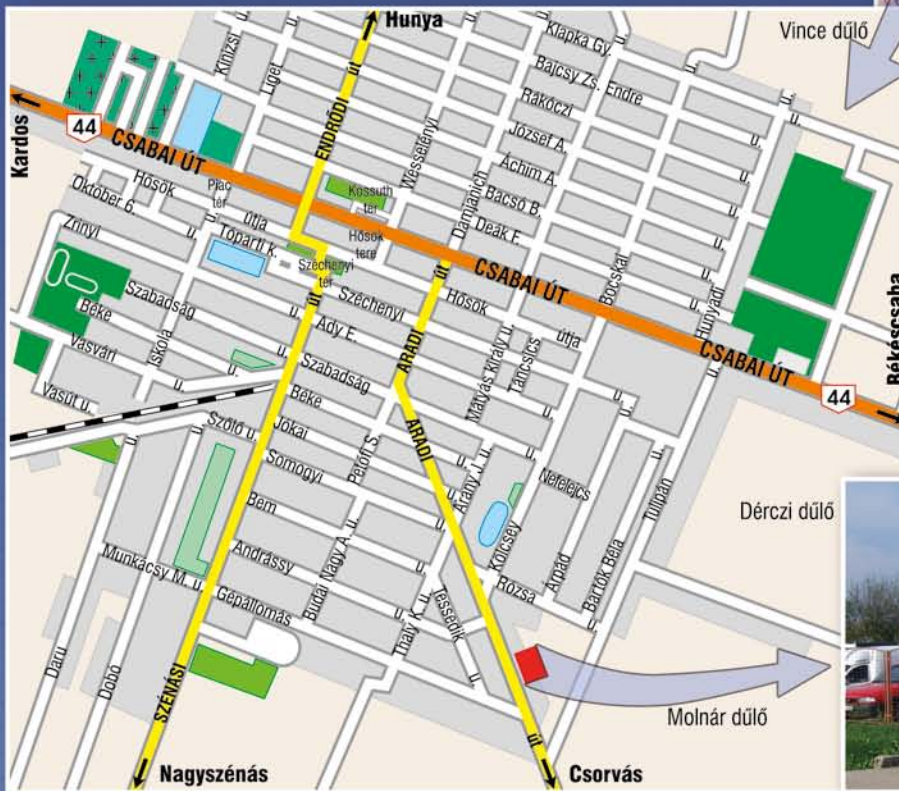 Hunya
Vince dűlő
Kinizsi
Liget
Klapka Gy. u.
Bajcsy Zs. Endre
Rákóczi
József A.
Áchim A.
Bacsó B.
Deák F.
u.
u.
u.
Wesselényi
Damjanich
ENDRŐDI út
Kardos
44
CSABAI ÚT
Piac
tér
Kossuth
tér
Hősök
tere
Széchenyi
tér
Hősök útja
Október 6. u.
Tóparti k.
Zrínyi u.
Szabadság u.
Béke u.
Vasvári u.
Vasút u.
Iskola u.
Széchenyi
Hősök útja
CSABAI ÚT
Bocskai
Hunyadi
CSABAI ÚT
44
Békéscsaba
Ady E.
Szabadság
Béke
Jókai
Somogyi
Bem
Andrássy
Gépállomás
Szőlő u.
Munkácsy M. u.
Petőfi S.
Budai Nagy A. u.
ARADI út
ARADI
Mátyás Király u.
Táncsics
Arany J. u.
Kölcsey
Nefelejcs
Rózsa u.
Árpád
Bartók Béla u.
Tulipán u.
Thaly K. u.
Tessedik u.
u.
u.
Daru u.
Dobó u.
SZÉNÁSI út
út
Dérczi dűlő
Molnár dűlő
Nagyszénás
Csorvás